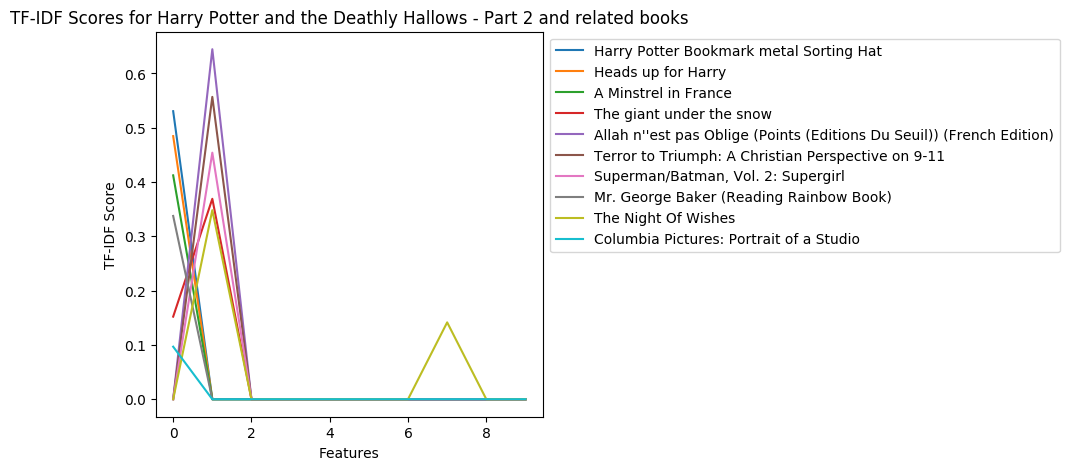 TF-IDF Scores for Harry Potter and the Deathly Hallows - Part 2 and related books
TF-IDF Score
0.6
0.5
0.4
0.3
0.2
0.1
0.0
0 2 4 6 8
Features
Harry Potter Bookmark metal Sorting Hat
Heads up for Harry
A Minstrel in France
The giant under the snow
Allah n''est pas Oblige (Points (Editions Du Seuil)) (French Edition)
Terror to Triumph: A Christian Perspective on 9-11
Superman/Batman, Vol. 2: Supergirl
Mr. George Baker (Reading Rainbow Book)
The Night Of Wishes
Columbia Pictures: Portrait of a Studio